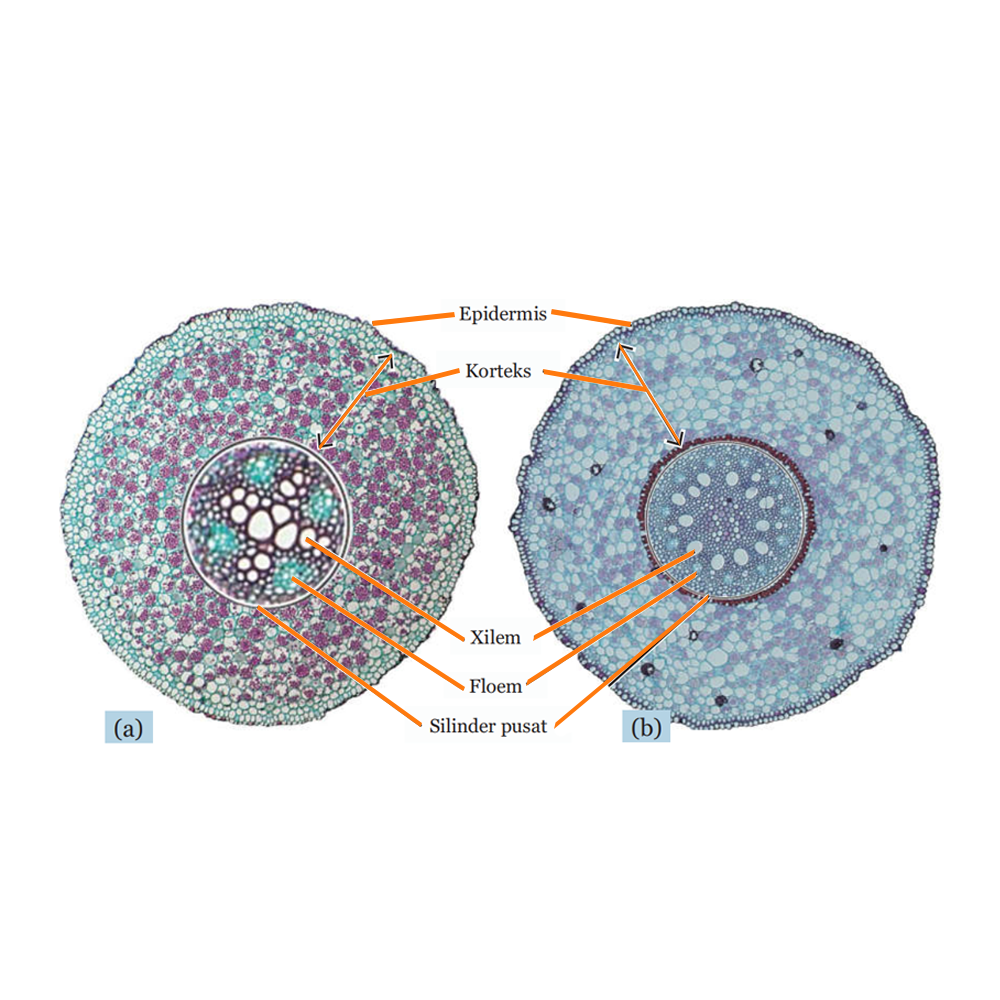 Epidermis
Korteks
Xilem
Floem
Silinder pusat
(a)
(b)